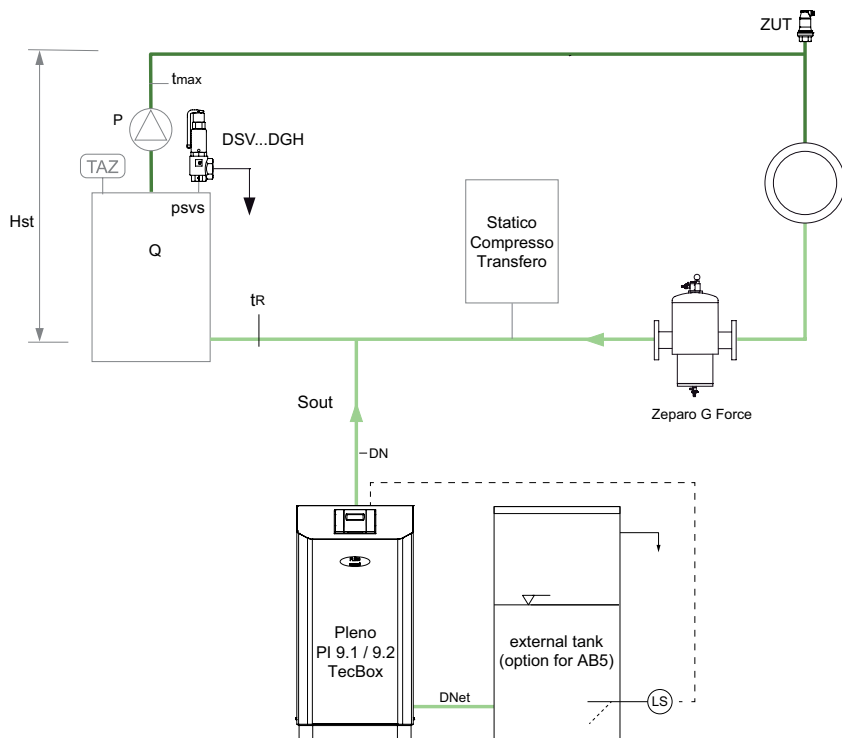 ZUT
tmax
P
DSV...DGH
TAZ
psvs
Hst
Q
Statico
Compresso
Transfero
tR
Zeparo G Force
Sout
DN
Pleno
PI 9.1 / 9.2
TecBox
external tank
(option for AB5)
DNet
LS